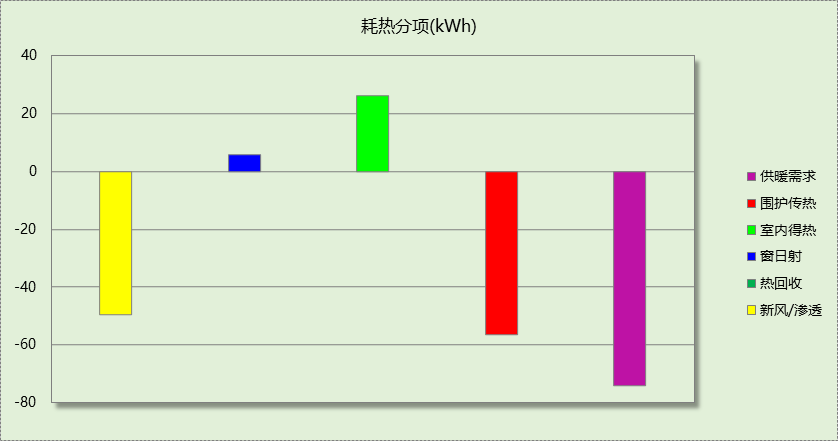 耗热分项(kWh)
40
20
0
-20
-40
-60
-80
供暖需求
围护传热
室内得热
窗日射
热回收
新风/渗透